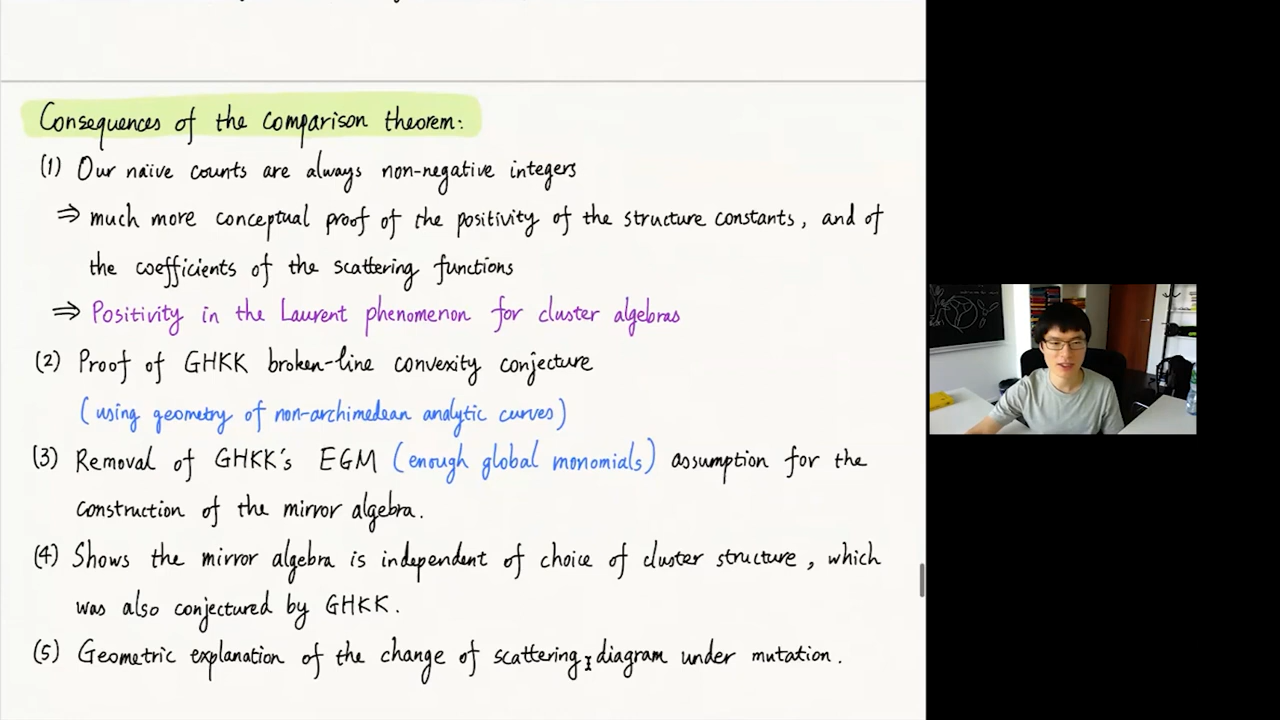 Consequences of the comparison theorem:
(1) Our naïve counts are always non-negative integers
⇒ much more conceptual proof of the positivity of the structure constants, and of
the coefficients of the scattering functions
⇒ Positivity in the Laurent phenomenon for cluster algebras
(2) Proof of GHKK broken-line convexity conjecture
(using geometry of non-archimedean analytic curves)
(3) Removal of GHKK's EGM (enough global monomials) assumption for the
construction of the mirror algebra.
(4) Shows the mirror algebra is independent of choice of cluster structure, which
was also conjectured by GHKK.
(5) Geometric explanation of the change of scattering diagram under mutation.